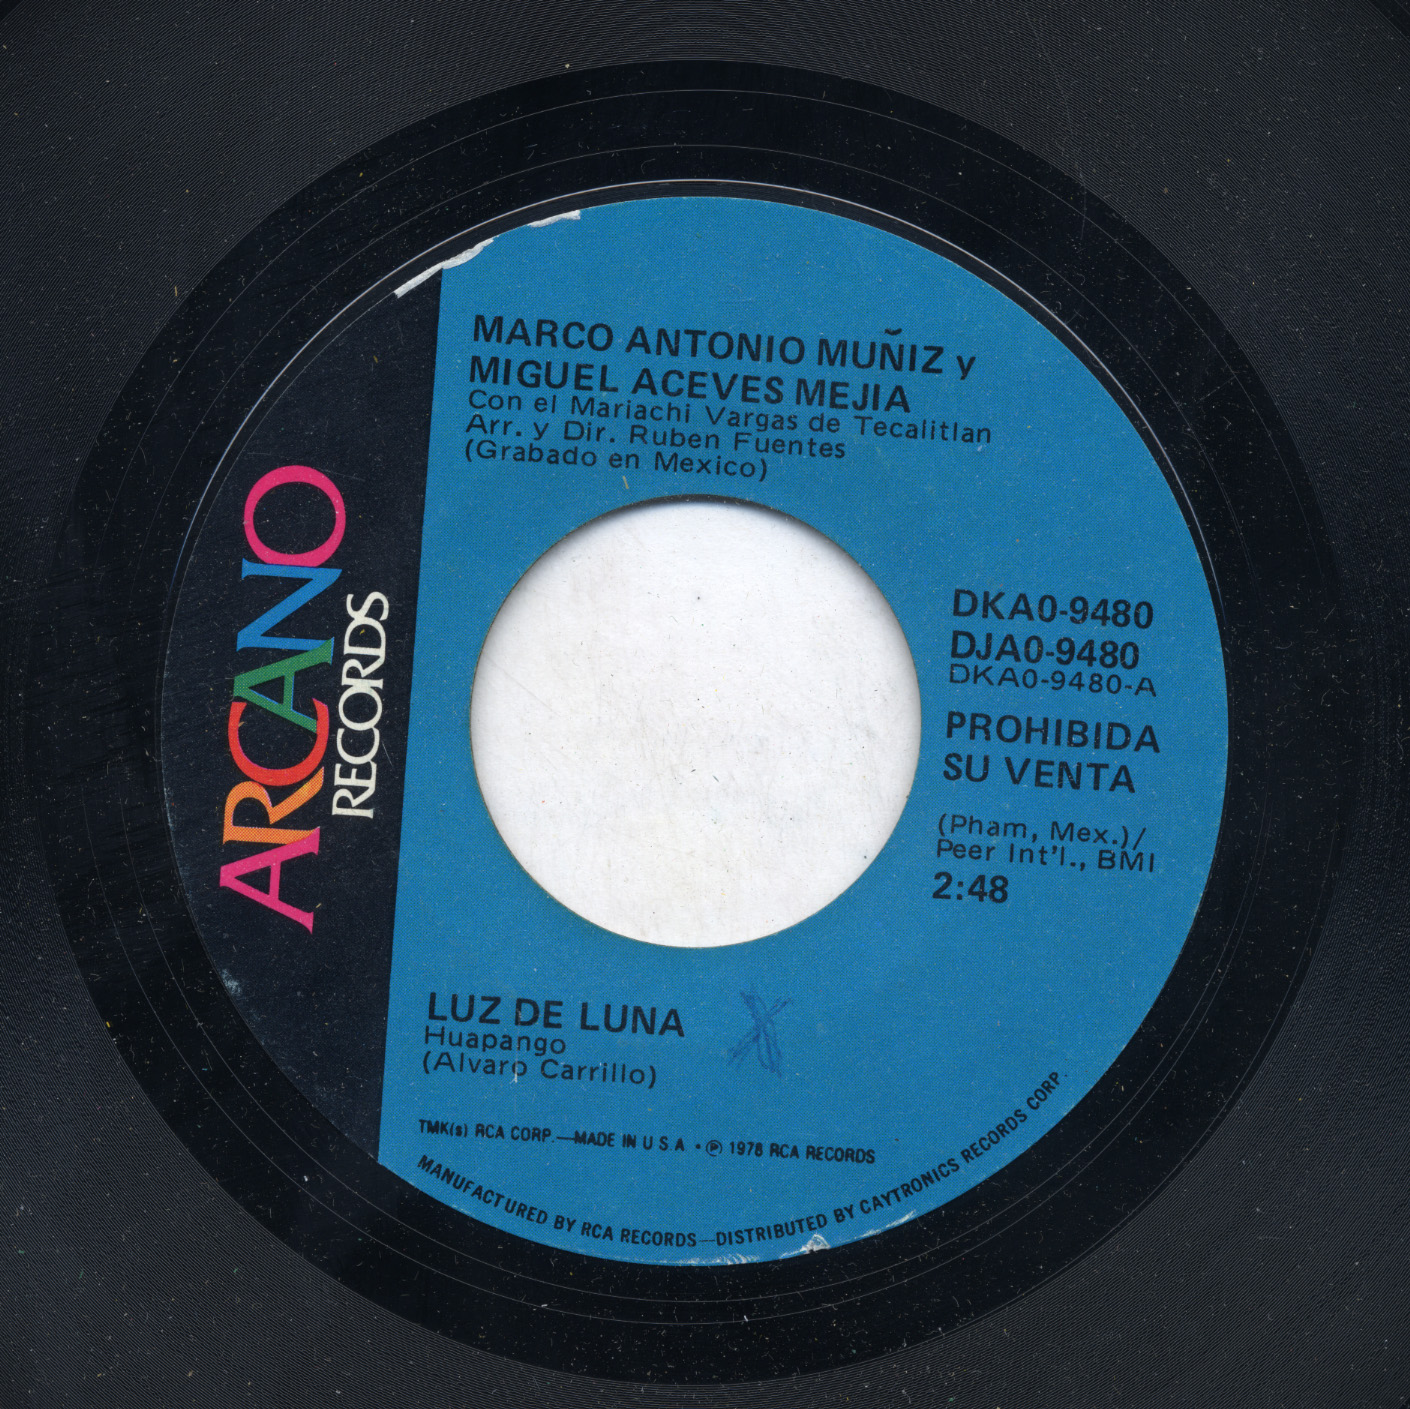 MARCO ANTONIO MUÑIZ y
MIGUEL ACEVES MEJIA
Con el Mariachi Vargas de Tecalitlan
Arr. y Dir. Ruben Fuentes
(Grabado en Mexico)
ARCANO
RECORDS
DKA0-9480
DJA0-9480
DKA0-9480-A
PROHIBIDA
SU VENTA
(Pham, Mex.)/
Peer Int'l., BMI
2:48
LUZ DE LUNA
Huapango
(Alvaro Carrillo)
TMK(s) RCA CORP.—MADE IN U S A • ℗ 1978 RCA RECORDS
MANUFACTURED BY RCA RECORDS—DISTRIBUTED BY CAYTRONICS RECORDS CORP.